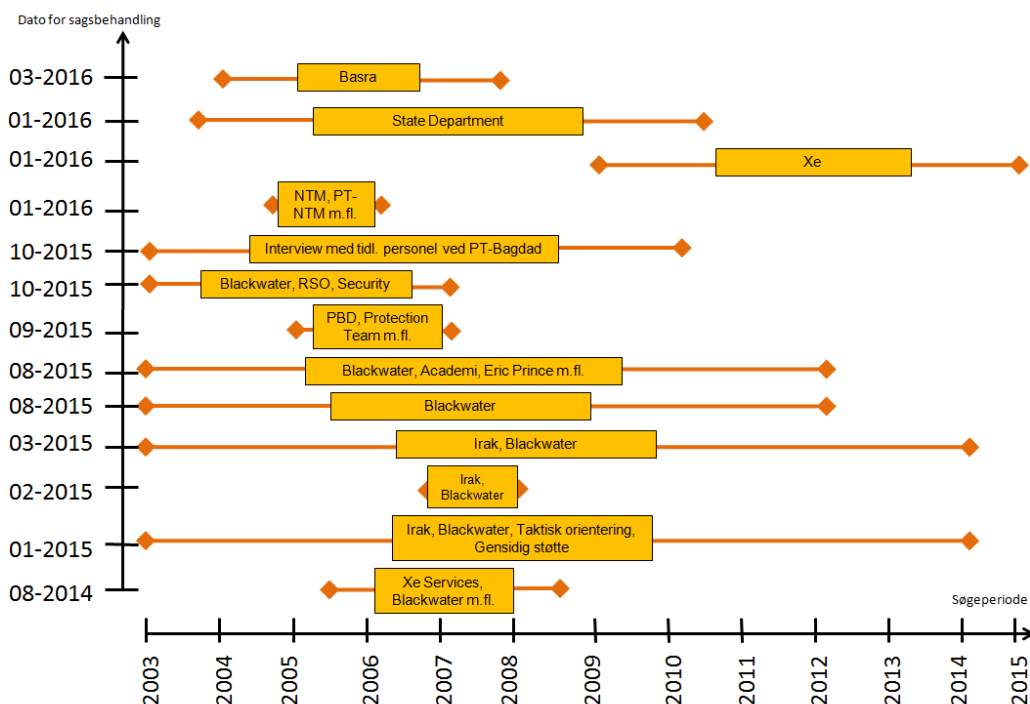 Dato for sagsbehandling
03-2016
Basra
01-2016
State Department
01-2016
Xe
01-2016
NTM, PT-
NTM m.fl.
10-2015
Interview med tidl. personel ved PT-Bagdad
10-2015
Blackwater, RSO, Security
09-2015
PBD, Protection
Team m.fl.
08-2015
Blackwater, Academi, Eric Prince m.fl.
08-2015
Blackwater
03-2015
Irak, Blackwater
02-2015
Irak,
Blackwater
01-2015
Irak, Blackwater, Taktisk orientering,
Gensidig støtte
08-2014
Xe Services,
Blackwater m.fl.
Søgeperiode
2003
2004
2005
2006
2007
2008
2009
2010
2011
2012
2013
2014
2015